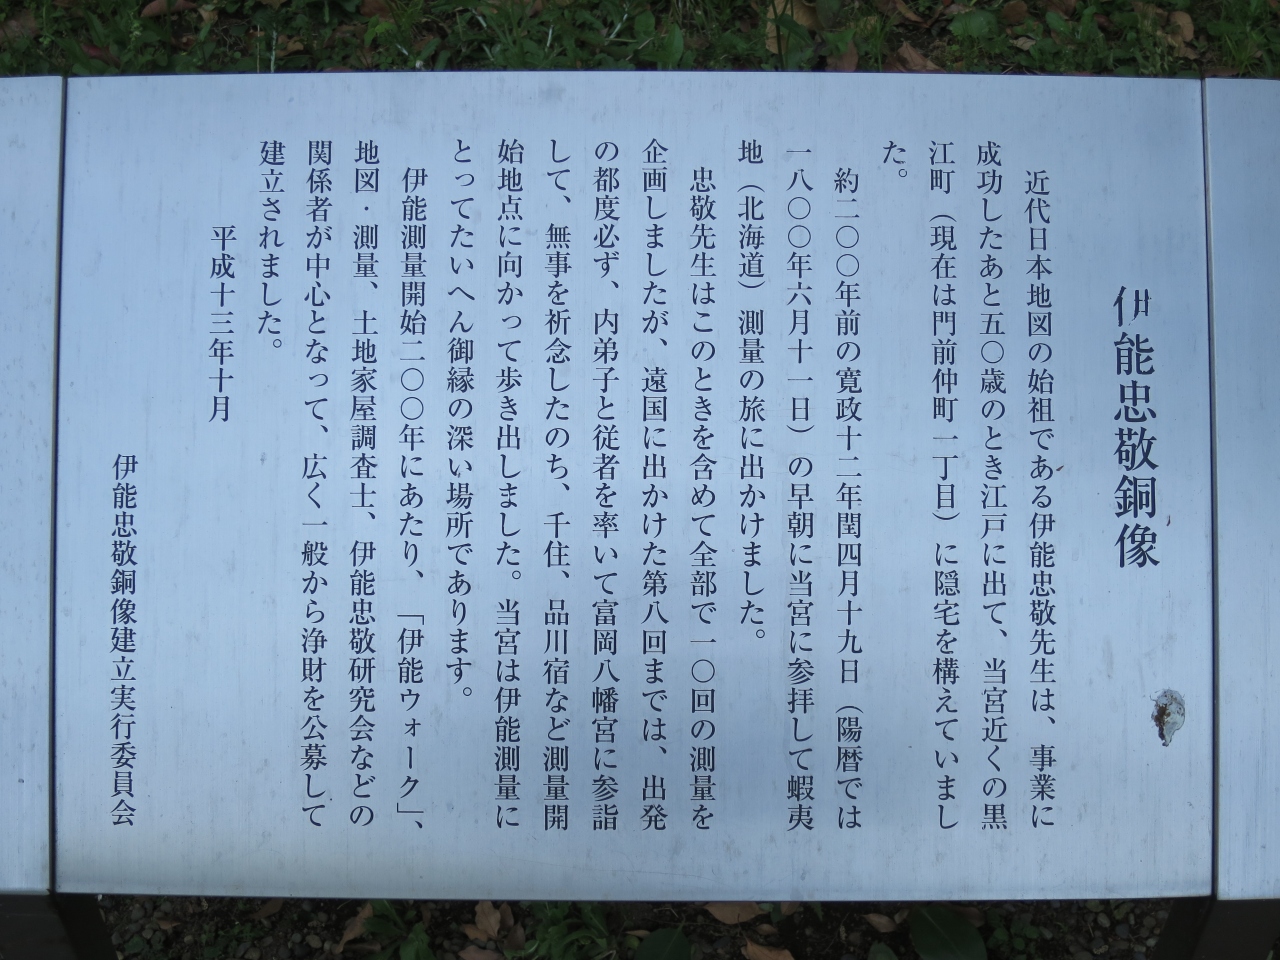 伊能忠敬銅像
近代日本地図の始祖である伊能忠敬先生は、事業に
成功したあと五〇歳のとき江戸に出て、当宮近くの黒
江町（現在は門前仲町一丁目）に隠宅を構えていまし
た。
約二〇〇年前の寛政十二年閏四月十九日（陽暦では
一八〇〇年六月十一日）の早朝に当宮に参拝して蝦夷
地（北海道）測量の旅に出かけました。
忠敬先生はこのときを含めて全部で一〇回の測量を
企画しましたが、遠国に出かけた第八回までは、出発
の都度必ず、内弟子と従者を率いて富岡八幡宮に参詣
して、無事を祈念したのち、千住、品川宿など測量開
始地点に向かって歩き出しました。当宮は伊能測量に
とってたいへん御縁の深い場所であります。
伊能測量開始二〇〇年にあたり、「伊能ウォーク」、
地図・測量、土地家屋調査士、伊能忠敬研究会などの
関係者が中心となって、広く一般から浄財を公募して
建立されました。
平成十三年十月
伊能忠敬銅像建立実行委員会